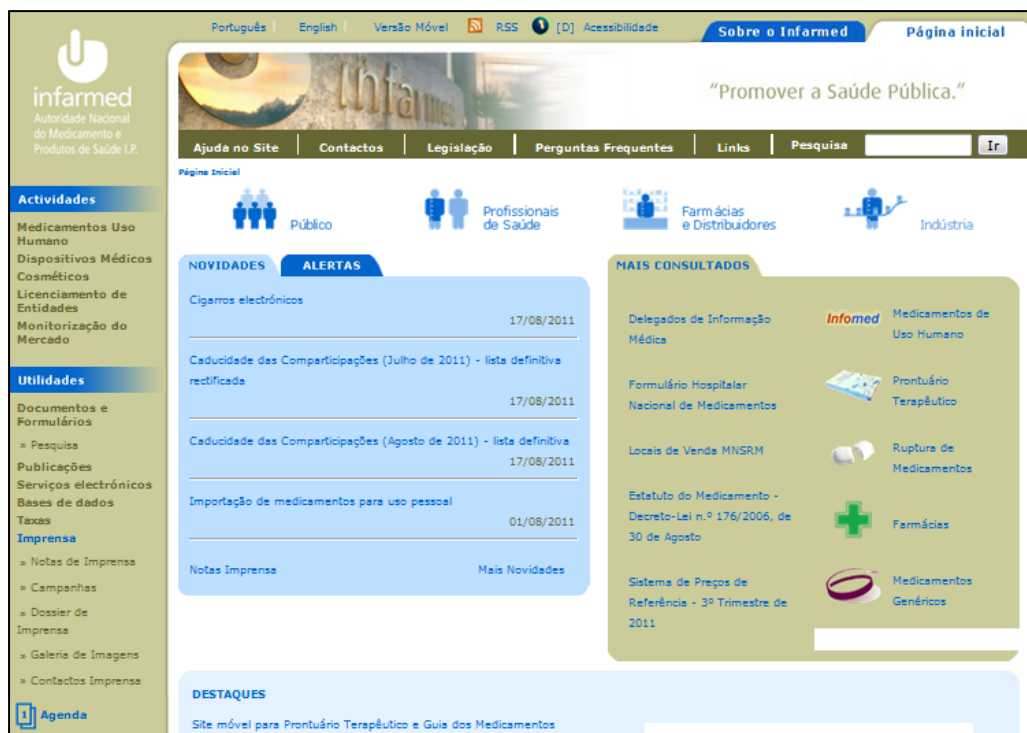 Português
English
Versão Móvel
RSS
[D] Acessibilidade
Sobre o Infarmed
Página inicial
infarmed
Autoridade Nacional
do Medicamento e
Produtos de Saúde I.P.
Infarmed
"Promover a Saúde Pública."
Ajuda no Site
Contactos
Legislação
Perguntas Frequentes
Links
Pesquisa
Ir
Página Inicial
Público
Profissionais
de Saúde
Farmácias
e Distribuidores
Indústria
Actividades
Medicamentos Uso
Humano
Dispositivos Médicos
Cosméticos
Licenciamento de
Entidades
Monitorização do
Mercado
Utilidades
Documentos e
Formulários
» Pesquisa
Publicações
Serviços electrónicos
Bases de dados
Taxas
Imprensa
» Notas de Imprensa
» Campanhas
» Dossier de
Imprensa
» Galeria de Imagens
» Contactos Imprensa
1 Agenda
NOVIDADES
ALERTAS
Cigarros electrónicos
17/08/2011
Caducidade das Comparticipações (Julho de 2011) - lista definitiva
rectificada
17/08/2011
Caducidade das Comparticipações (Agosto de 2011) - lista definitiva
17/08/2011
Importação de medicamentos para uso pessoal
01/08/2011
Notas Imprensa
Mais Novidades
MAIS CONSULTADOS
Delegados de Informação
Médica
Formulário Hospitalar
Nacional de Medicamentos
Locais de Venda MNSRM
Estatuto do Medicamento -
Decreto-Lei n.º 176/2006, de
30 de Agosto
Sistema de Preços de
Referência - 3º Trimestre de
2011
Infomed
Medicamentos de
Uso Humano
Prontuário
Terapêutico
Ruptura de
Medicamentos
Farmácias
Medicamentos
Genéricos
DESTAQUES
Site móvel para Prontuário Terapêutico e Guia dos Medicamentos